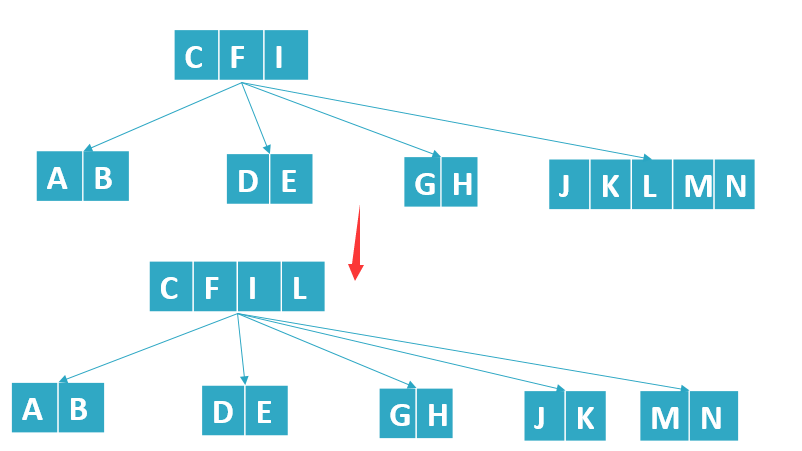 C F I
A B D E G H J K L M N
C F I L
A B D E G H J K M N